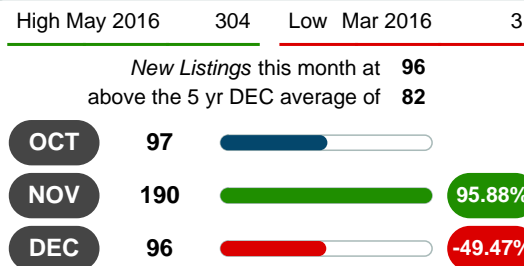 High May 2016 304 Low Mar 2016 3
New Listings this month at 96
above the 5 yr DEC average of 82
OCT 97
NOV 190 95.88%
DEC 96 -49.47%